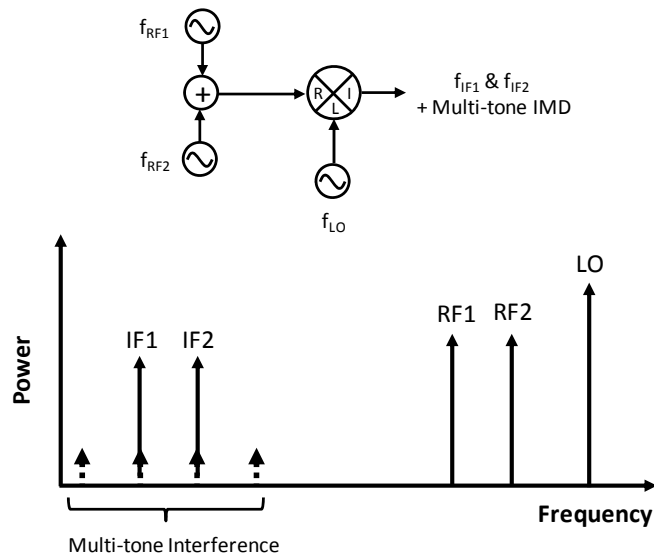 fRF1
fRF2
R
I
L
fLO
fIF1 & fIF2
+ Multi-tone IMD
Power
IF1
IF2
RF1
RF2
LO
Frequency
Multi-tone Interference